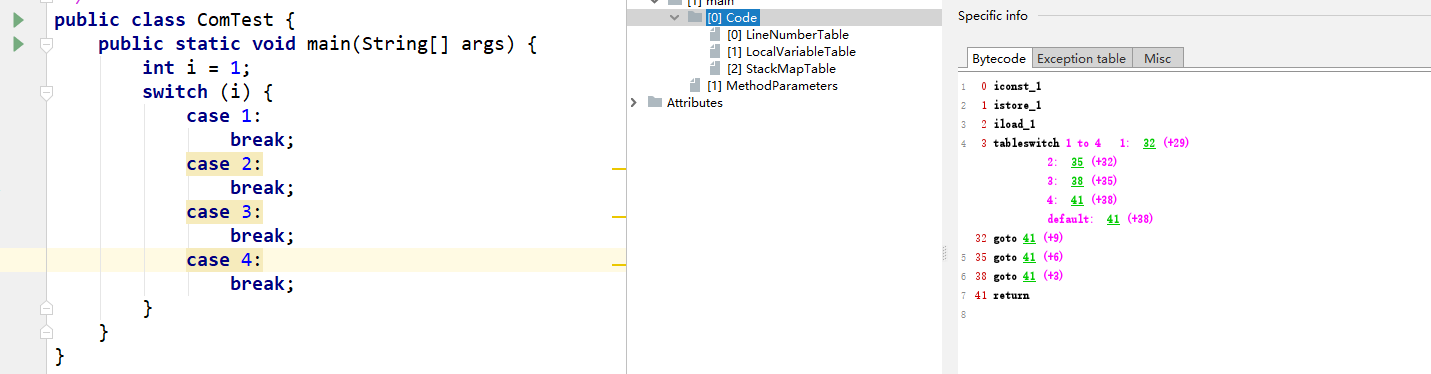 public class ComTest {
public static void main(String[] args) {
int i = 1;
switch (i) {
case 1:
break;
case 2:
break;
case 3:
break;
case 4:
break;
}
}
}
[1] main
[0] Code
[0] LineNumberTable
[1] LocalVariableTable
[2] StackMapTable
[1] MethodParameters
Attributes
Specific info
Bytecode Exception table Misc
1 0 iconst_1
2 1 istore_1
3 2 iload_1
4 3 tableswitch 1 to 4 1: 32 (+29)
2: 35 (+32)
3: 38 (+35)
4: 41 (+38)
default: 41 (+38)
32 goto 41 (+9)
5 35 goto 41 (+6)
6 38 goto 41 (+3)
7 41 return
8